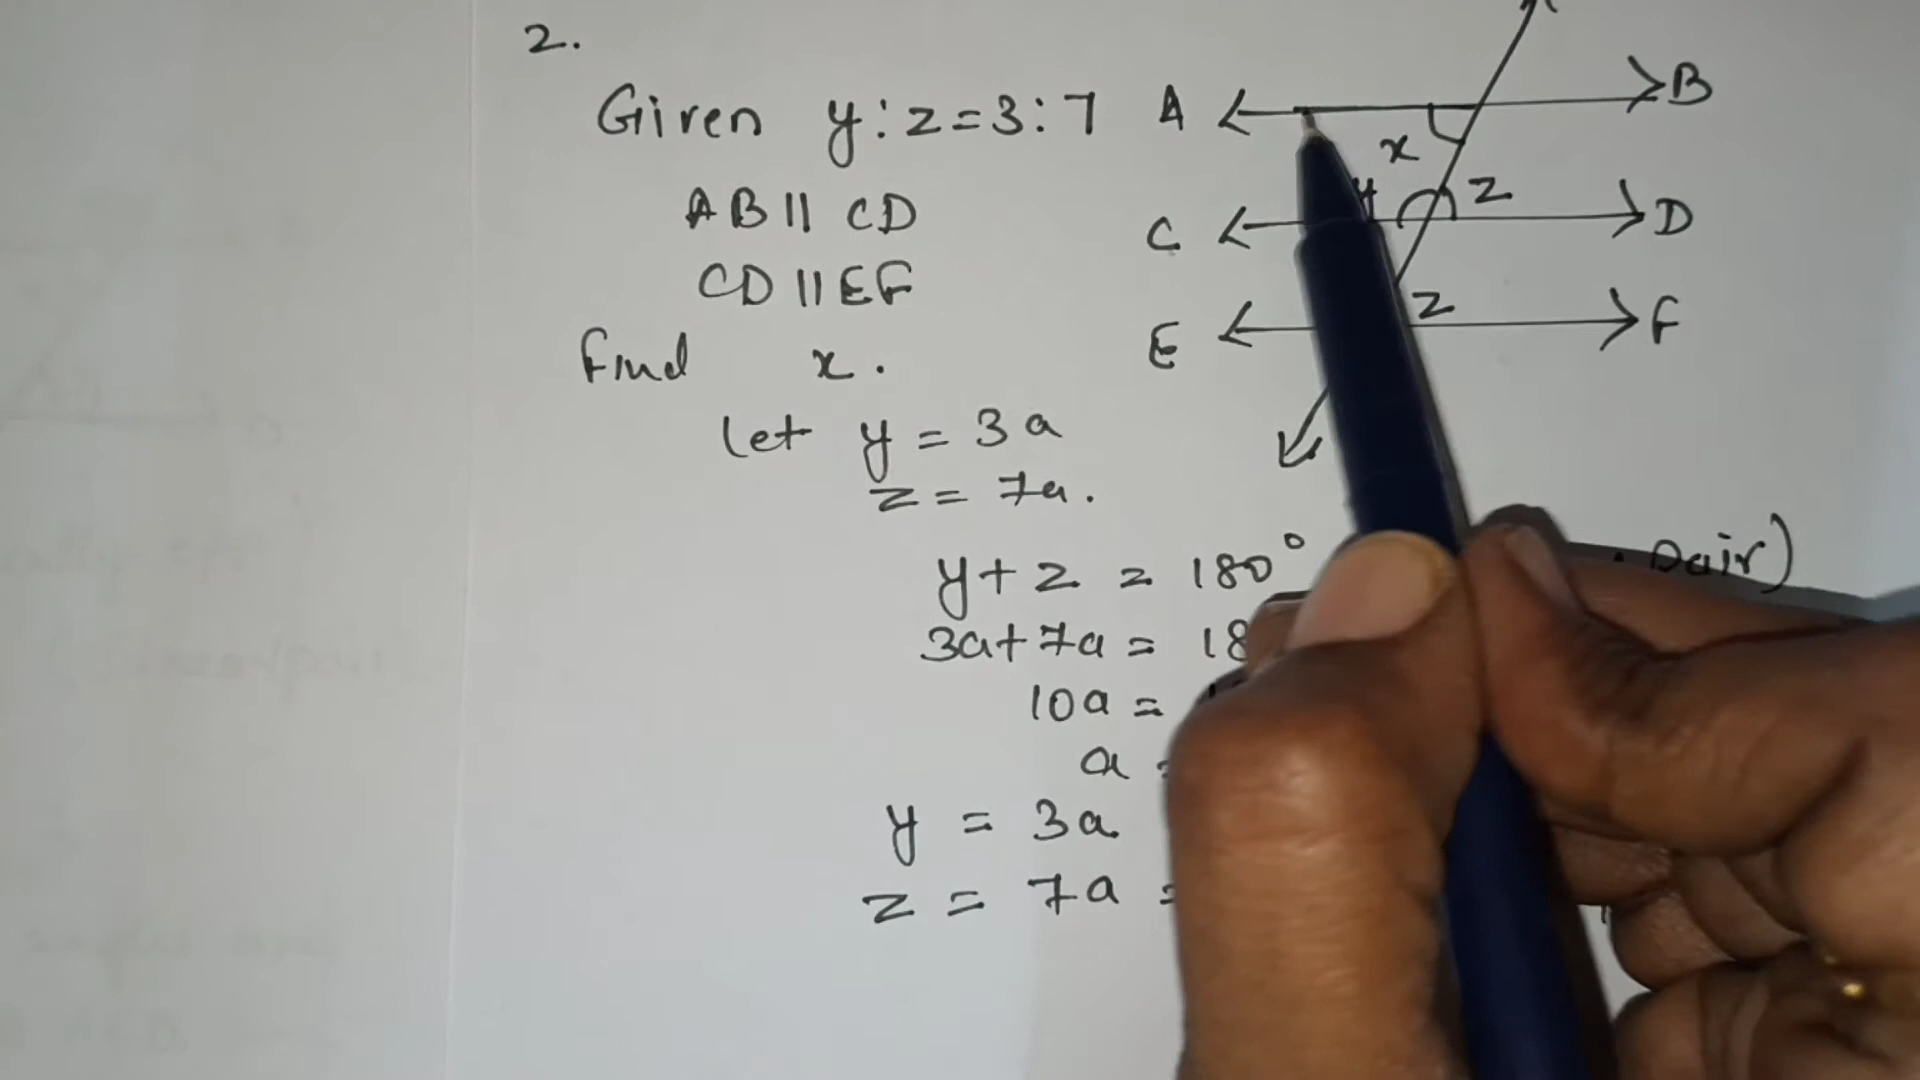 2.
Given y:z=3:7
AB || CD
CD || EF
Find x.
let y = 3a
z = 7a.
y+z = 180° pair)
3a+7a = 18
10a =
a =
y = 3a
z = 7a =
A B
x
y z
C D
z
E F